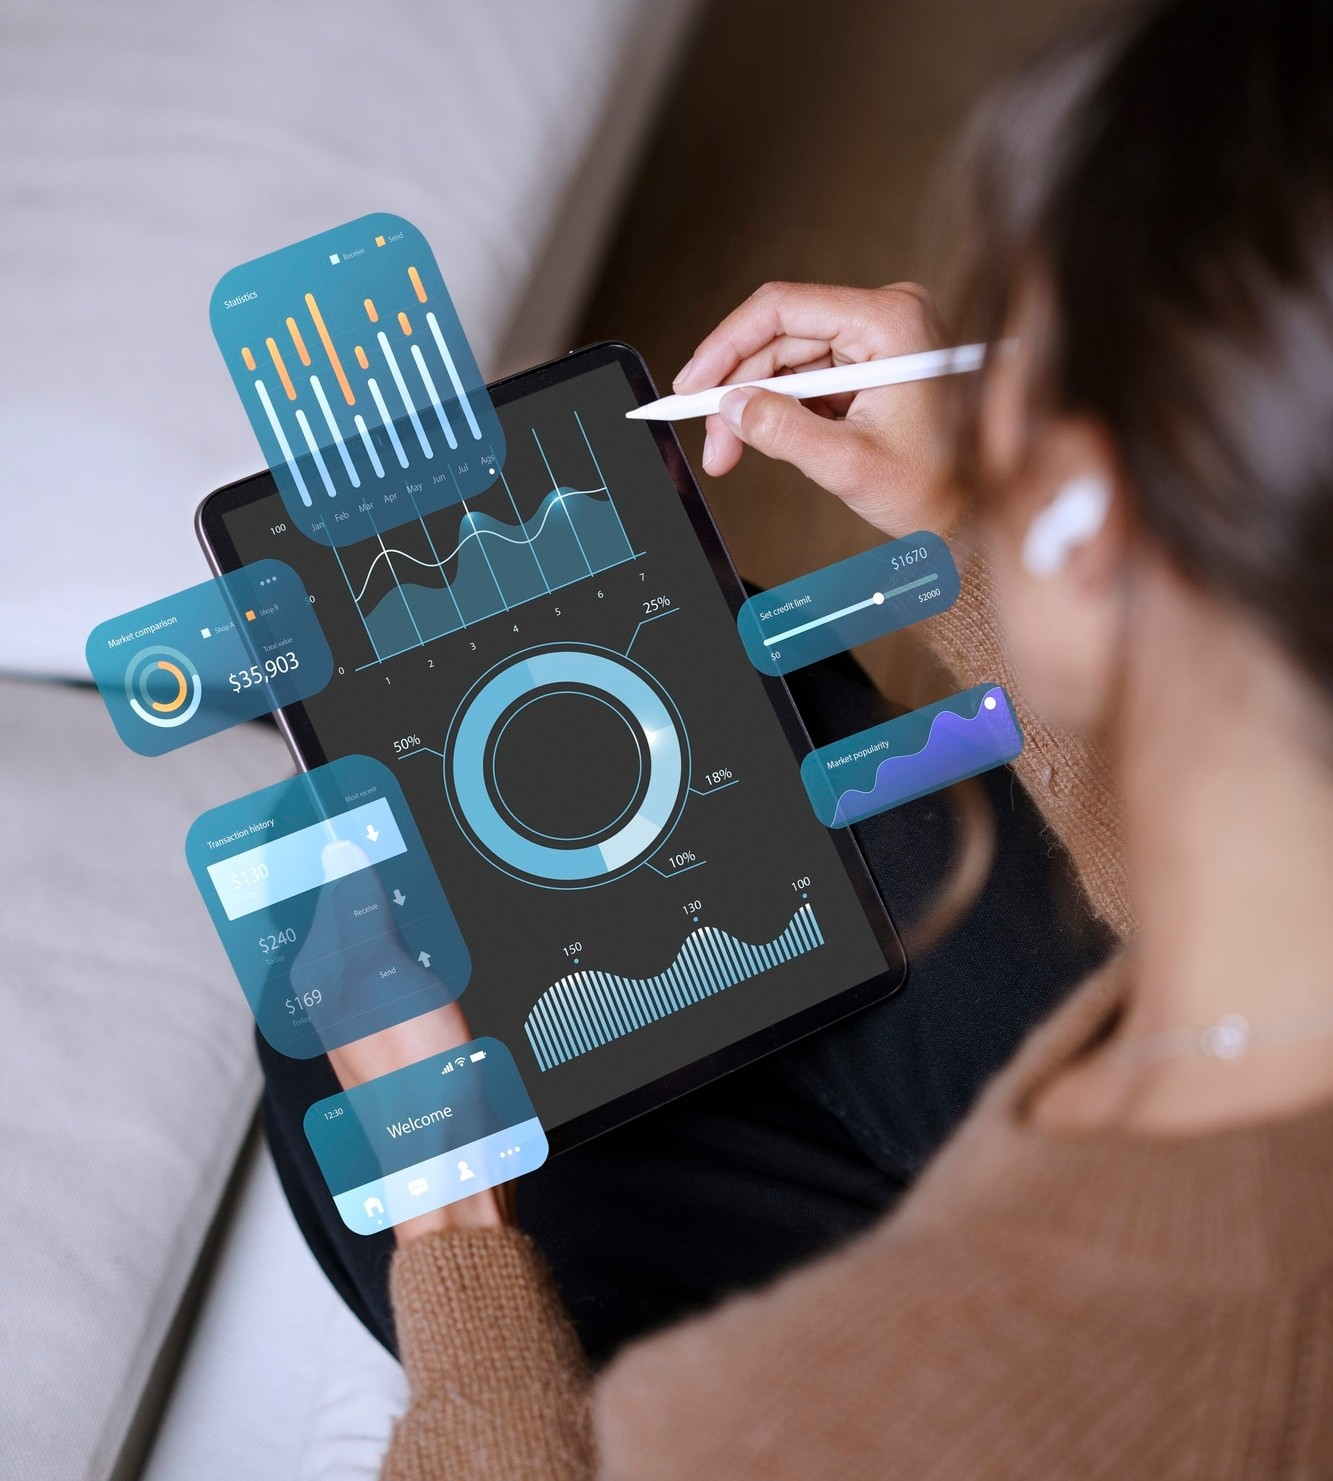 Statistics
Receive
Send
Jan Feb Mar Apr May Jun Jul Ags
100
0
1 2 3 4 5 6 7
Market comparison
Shop A
Shop B
Total value
$35,903
Set credit limit
$1670
$0
$2000
Market popularity
25%
50%
18%
10%
Transaction history
Most recent
$130
$240
Today
Receive
$169
Today
Send
150
130
100
12:30
Welcome